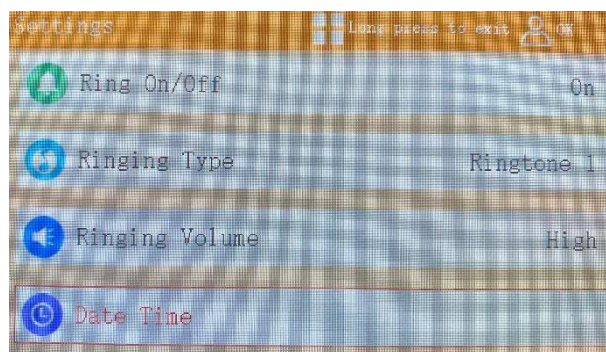 Settings Long press to exit OK
Ring On/Off On
Ringing Type Ringtone 1
Ringing Volume High
Date Time